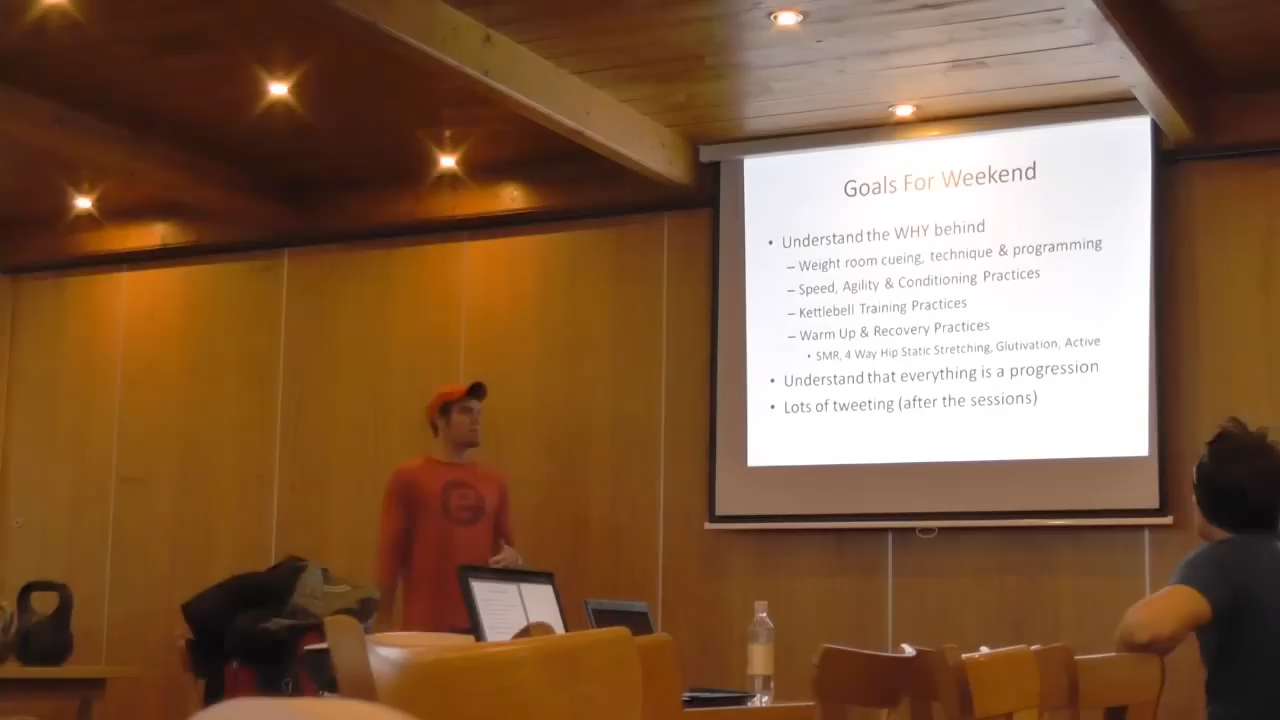 Goals For Weekend
• Understand the WHY behind
– Weight room cueing, technique & programming
– Speed, Agility & Conditioning Practices
– Kettlebell Training Practices
– Warm Up & Recovery Practices
• SMR, 4 Way Hip Static Stretching, Glutivation, Active
• Understand that everything is a progression
• Lots of tweeting (after the sessions)